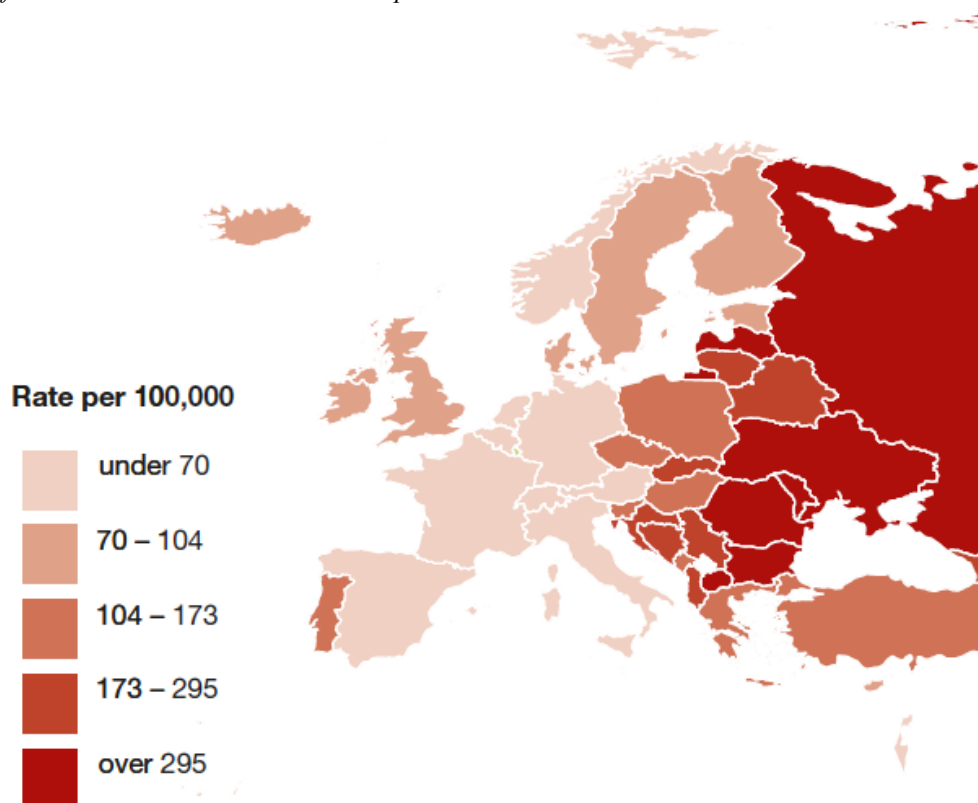 Rate per 100,000
under 70
70 – 104
104 – 173
173 – 295
over 295